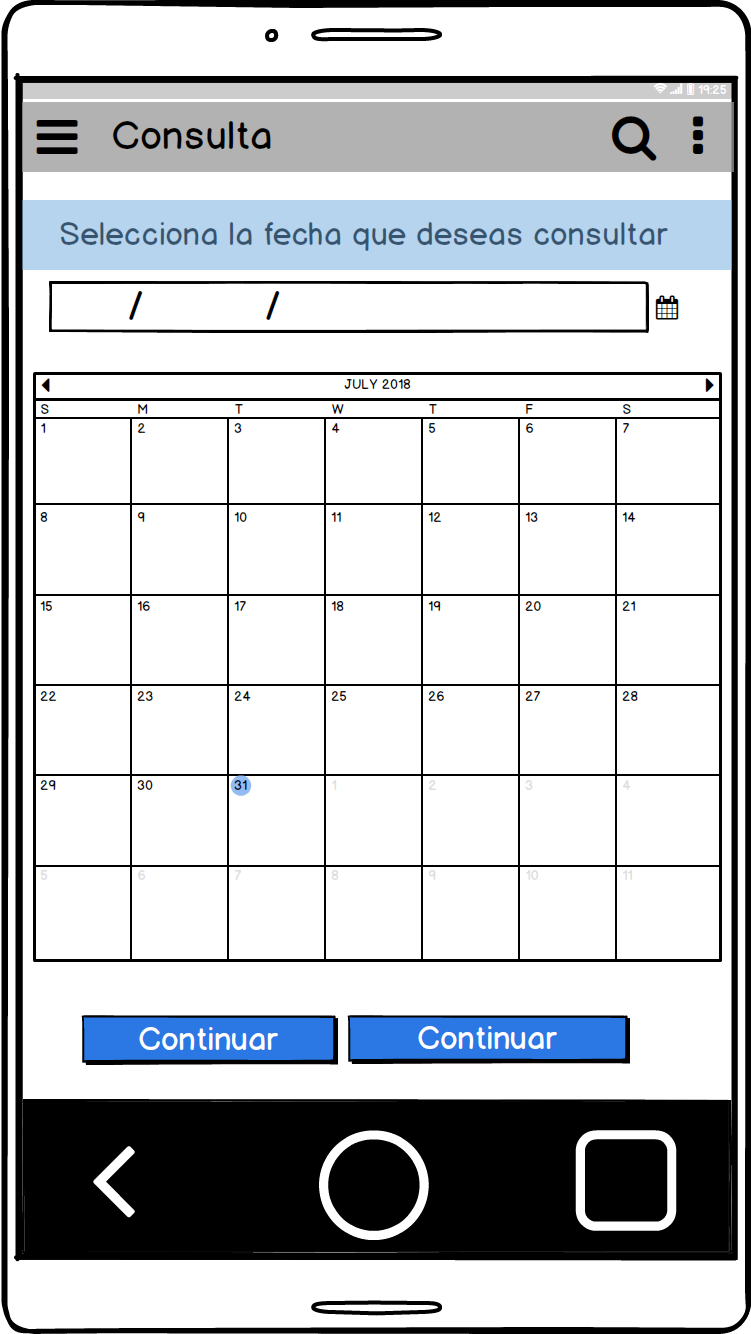 19:25
Consulta
Selecciona la fecha que deseas consultar
/ /
JULY 2018
S M T W T F S
1 2 3 4 5 6 7
8 9 10 11 12 13 14
15 16 17 18 19 20 21
22 23 24 25 26 27 28
29 30 31 1 2 3 4
5 6 7 8 9 10 11
Continuar Continuar